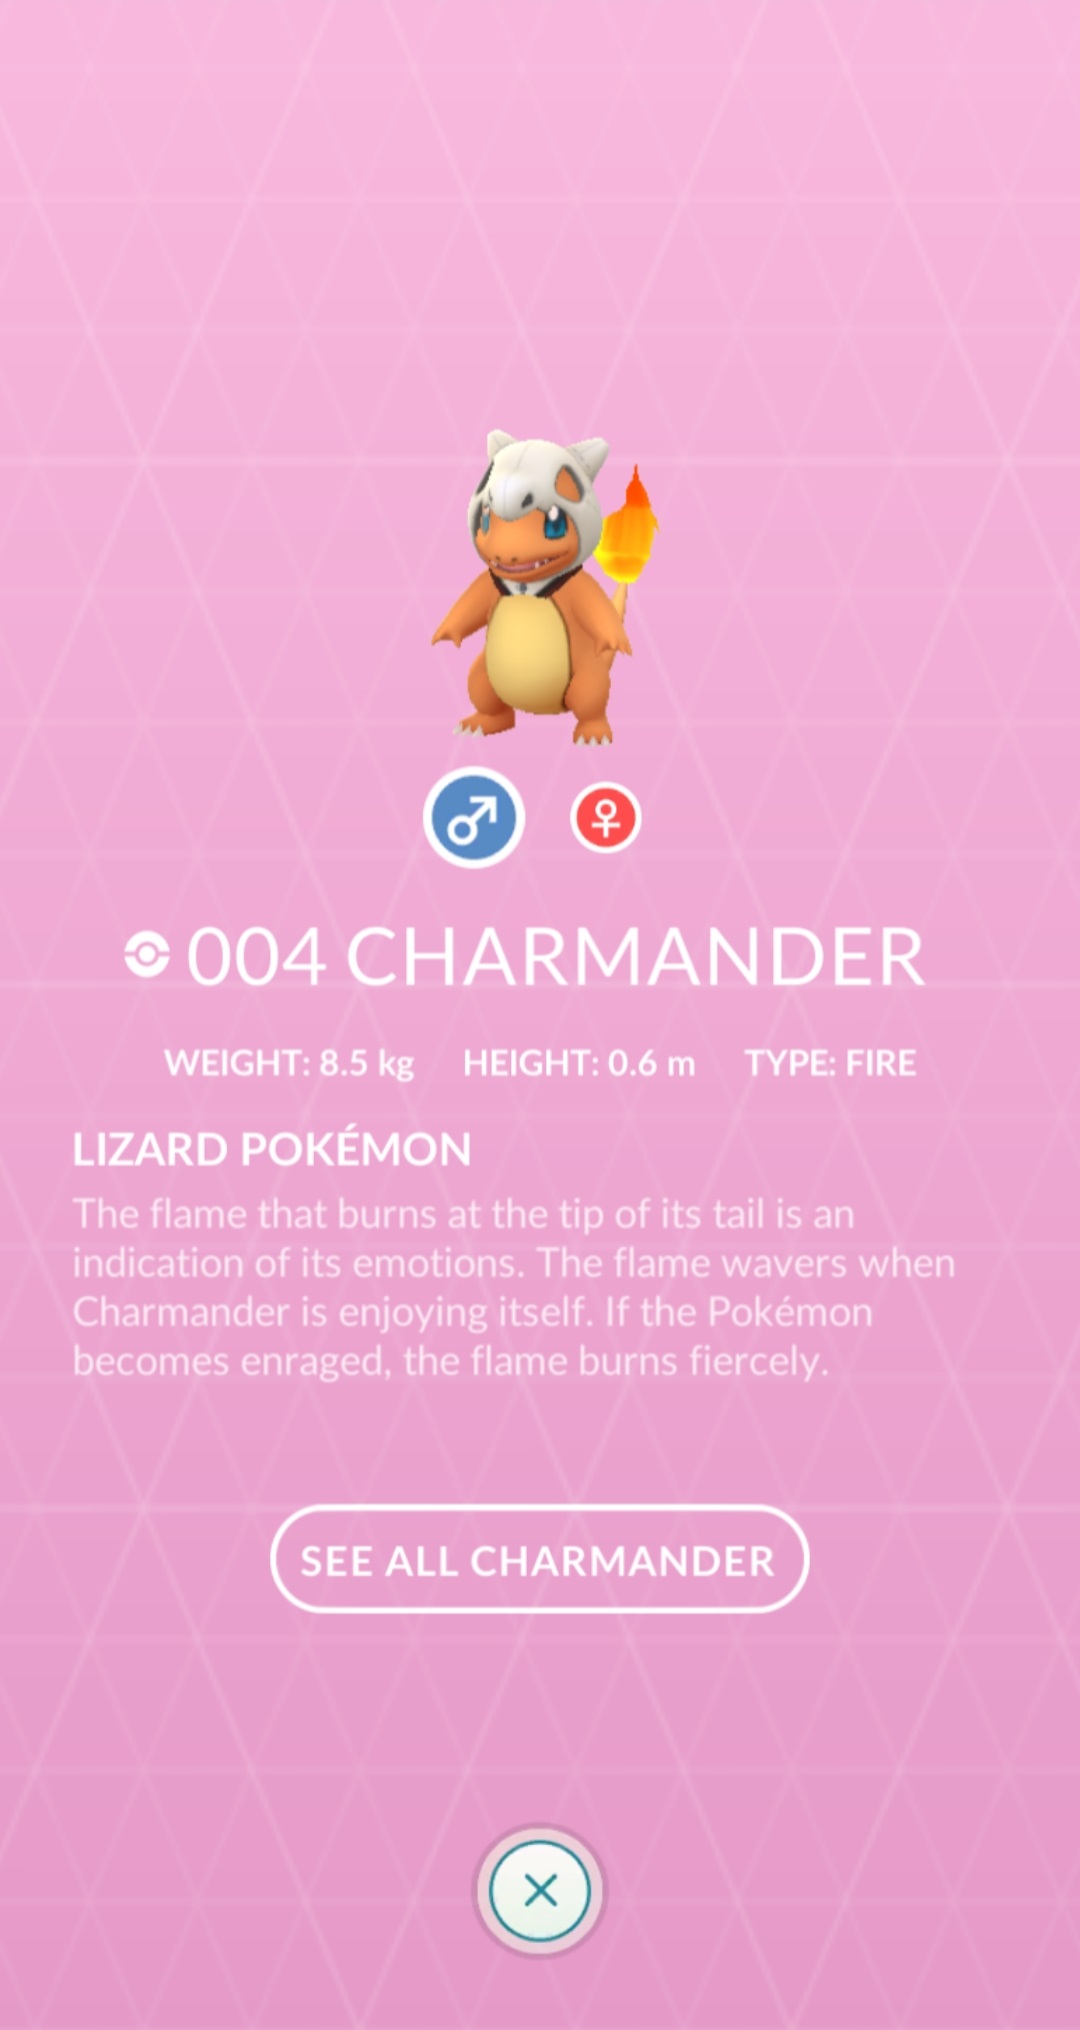 004 CHARMANDER
WEIGHT: 8.5 kg HEIGHT: 0.6 m TYPE: FIRE
LIZARD POKÉMON
The flame that burns at the tip of its tail is an
indication of its emotions. The flame wavers when
Charmander is enjoying itself. If the Pokémon
becomes enraged, the flame burns fiercely.
SEE ALL CHARMANDER